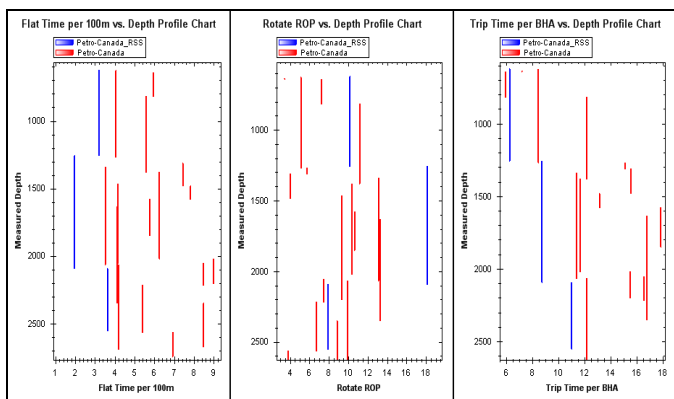 Flat Time per 100m vs. Depth Profile Chart
Petro-Canada_RSS
Petro-Canada
Measured Depth
1000
1500
2000
2500
1 2 3 4 5 6 7 8 9
Flat Time per 100m
Rotate ROP vs. Depth Profile Chart
Petro-Canada_RSS
Petro-Canada
Measured Depth
1000
1500
2000
2500
4 6 8 10 12 14 16 18
Rotate ROP
Trip Time per BHA vs. Depth Profile Chart
Petro-Canada_RSS
Petro-Canada
Measured Depth
1000
1500
2000
2500
6 8 10 12 14 16 18
Trip Time per BHA